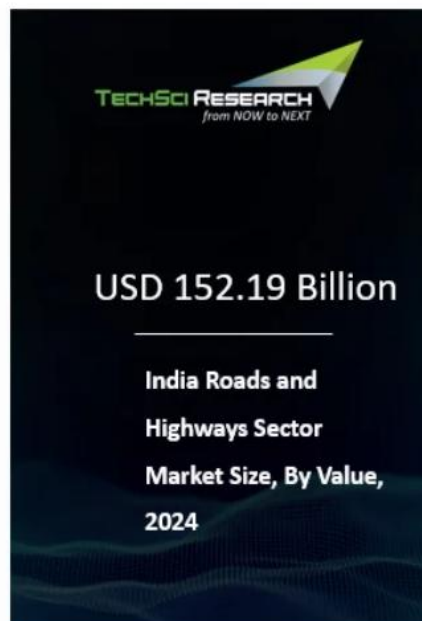 TECHSCI RESEARCH
from NOW to NEXT
USD 152.19 Billion
India Roads and
Highways Sector
Market Size, By Value,
2024